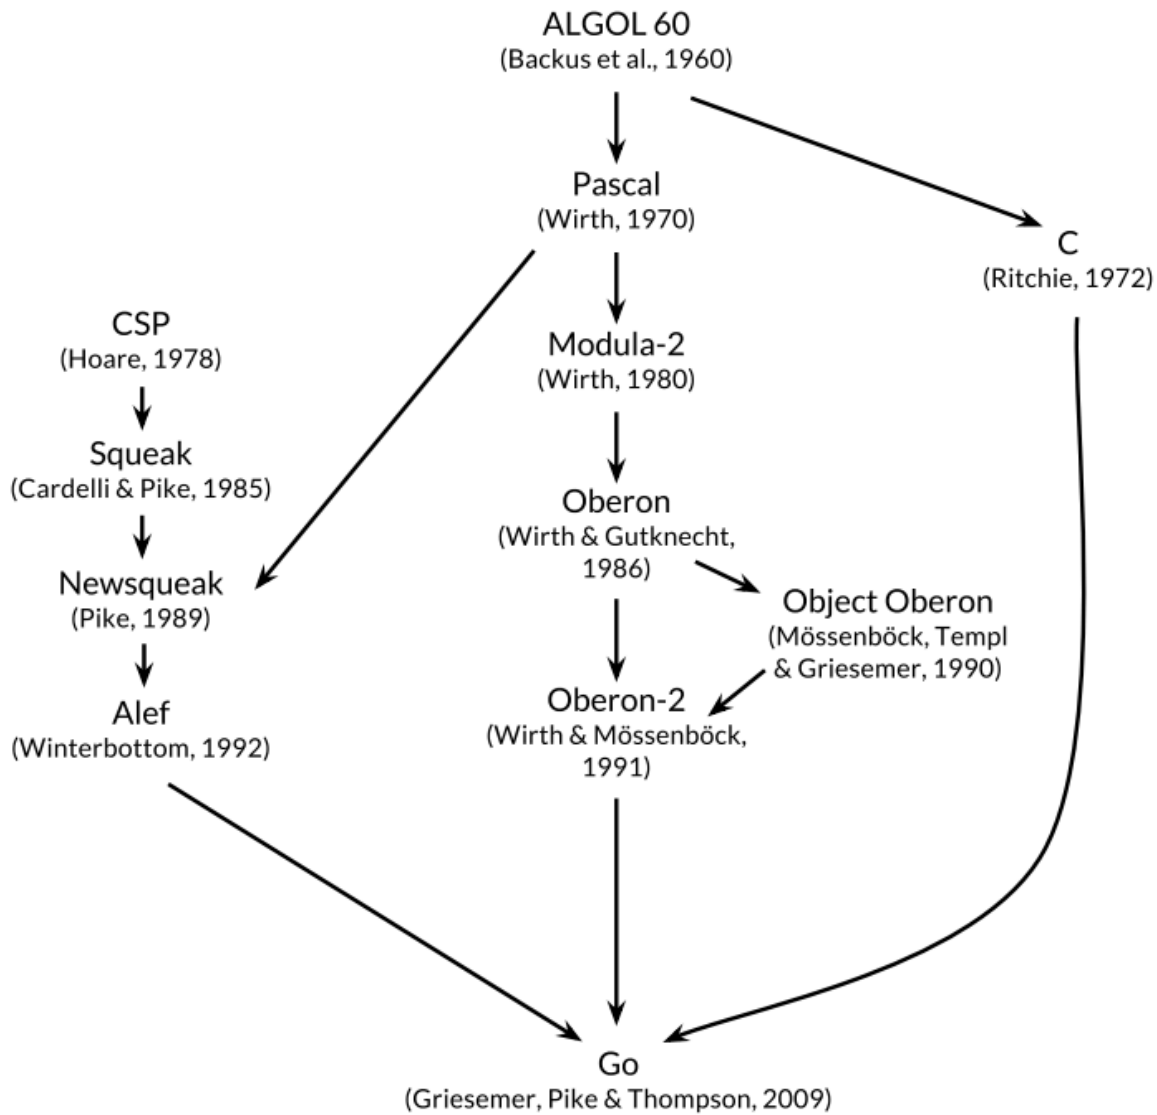 ALGOL 60
(Backus et al., 1960)
Pascal
(Wirth, 1970)
C
(Ritchie, 1972)
CSP
(Hoare, 1978)
Modula-2
(Wirth, 1980)
Squeak
(Cardelli & Pike, 1985)
Oberon
(Wirth & Gutknecht,
1986)
Newsqueak
(Pike, 1989)
Object Oberon
(Mössenböck, Templ
& Griesemer, 1990)
Oberon-2
(Wirth & Mössenböck,
1991)
Alef
(Winterbottom, 1992)
Go
(Griesemer, Pike & Thompson, 2009)